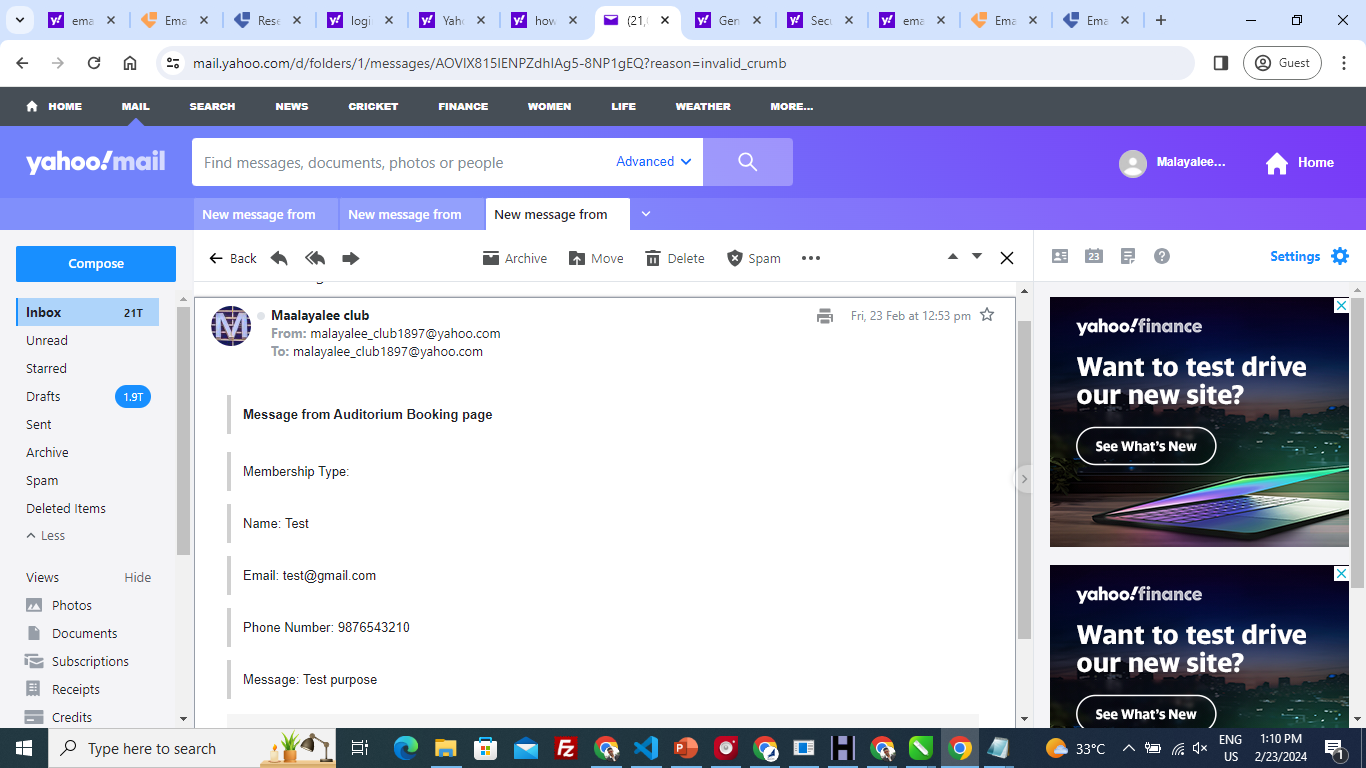 ema
Ema
Rese
logi
Yaho
how
(21,
Gen
Secu
ema
Ema
Ema
mail.yahoo.com/d/folders/1/messages/AOVIX815IENPZdhIAg5-8NP1gEQ?reason=invalid_crumb
Guest
HOME MAIL SEARCH NEWS CRICKET FINANCE WOMEN LIFE WEATHER MORE...
yahoo!mail
Find messages, documents, photos or people
Advanced
Malayalee...
Home
New message from
New message from
New message from
Compose
Back
Archive
Move
Delete
Spam
23
Settings
Inbox 21T
Unread
Starred
Drafts 1.9T
Sent
Archive
Spam
Deleted Items
Less
Views Hide
Photos
Documents
Subscriptions
Receipts
Credits
M
Maalayalee club
From: malayalee_club1897@yahoo.com
To: malayalee_club1897@yahoo.com
Fri, 23 Feb at 12:53 pm
Message from Auditorium Booking page
Membership Type:
Name: Test
Email: test@gmail.com
Phone Number: 9876543210
Message: Test purpose
yahoo!finance
Want to test drive
our new site?
See What's New
yahoo!finance
Want to test drive
our new site?
See What's New
Type here to search
33°C
ENG
US
1:10 PM
2/23/2024
1